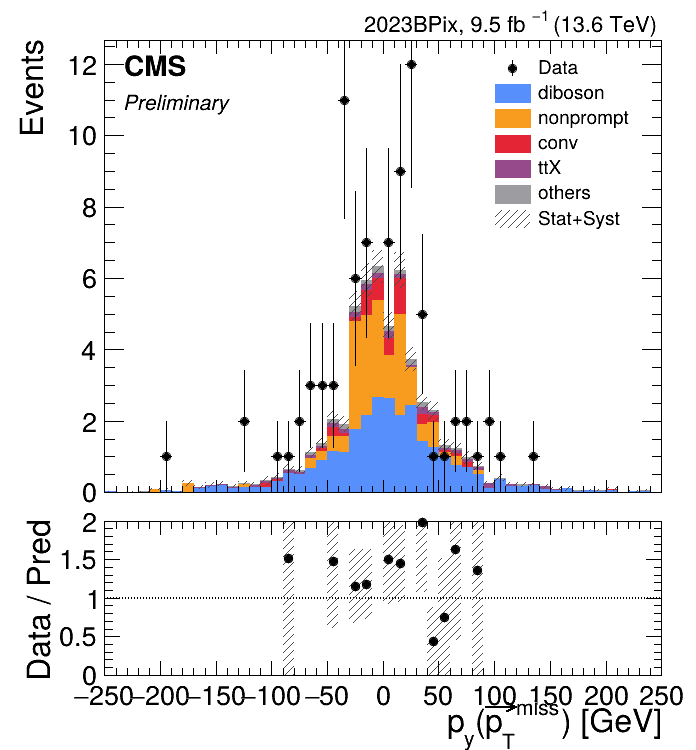 2023BPix, 9.5 fb⁻¹ (13.6 TeV)
CMS
Preliminary
Events
12
10
8
6
4
2
0
Data
diboson
nonprompt
conv
ttX
others
Stat+Syst
Data / Pred
2
1.5
1
0.5
0
−250 −200 −150 −100 −50 0 50 100 150 200 250
p_y(p⃗_T^miss) [GeV]